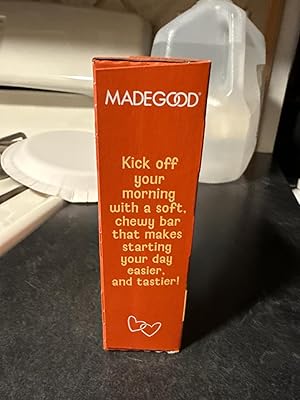 MADEGOOD®
Kick off
your
morning
with a soft,
chewy bar
that makes
starting
your day
easier,
and tastier!